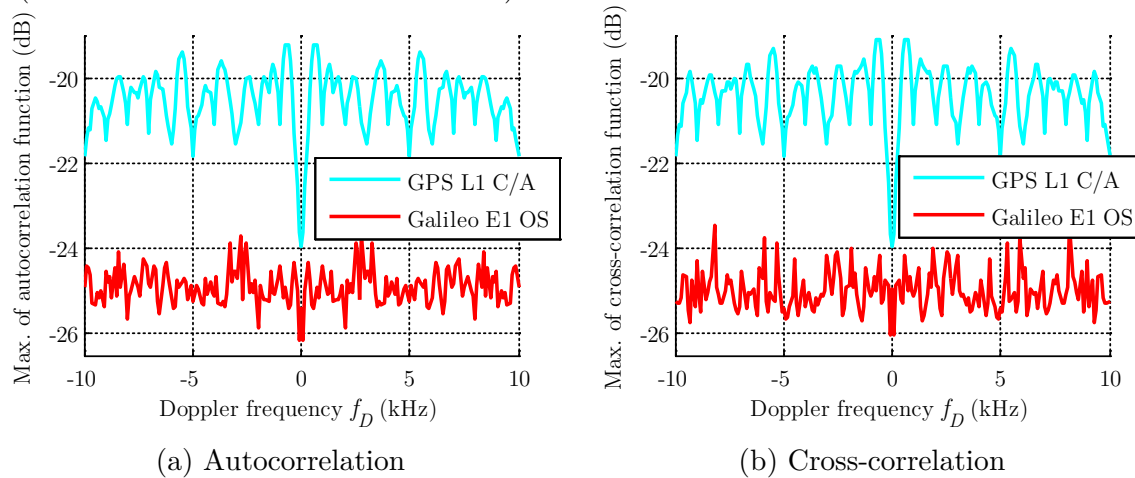 Max. of autocorrelation function (dB)
-20
-22
-24
-26
-10
-5
0
5
10
Doppler frequency f_D (kHz)
GPS L1 C/A
Galileo E1 OS
(a) Autocorrelation
Max. of cross-correlation function (dB)
-20
-22
-24
-26
-10
-5
0
5
10
Doppler frequency f_D (kHz)
GPS L1 C/A
Galileo E1 OS
(b) Cross-correlation